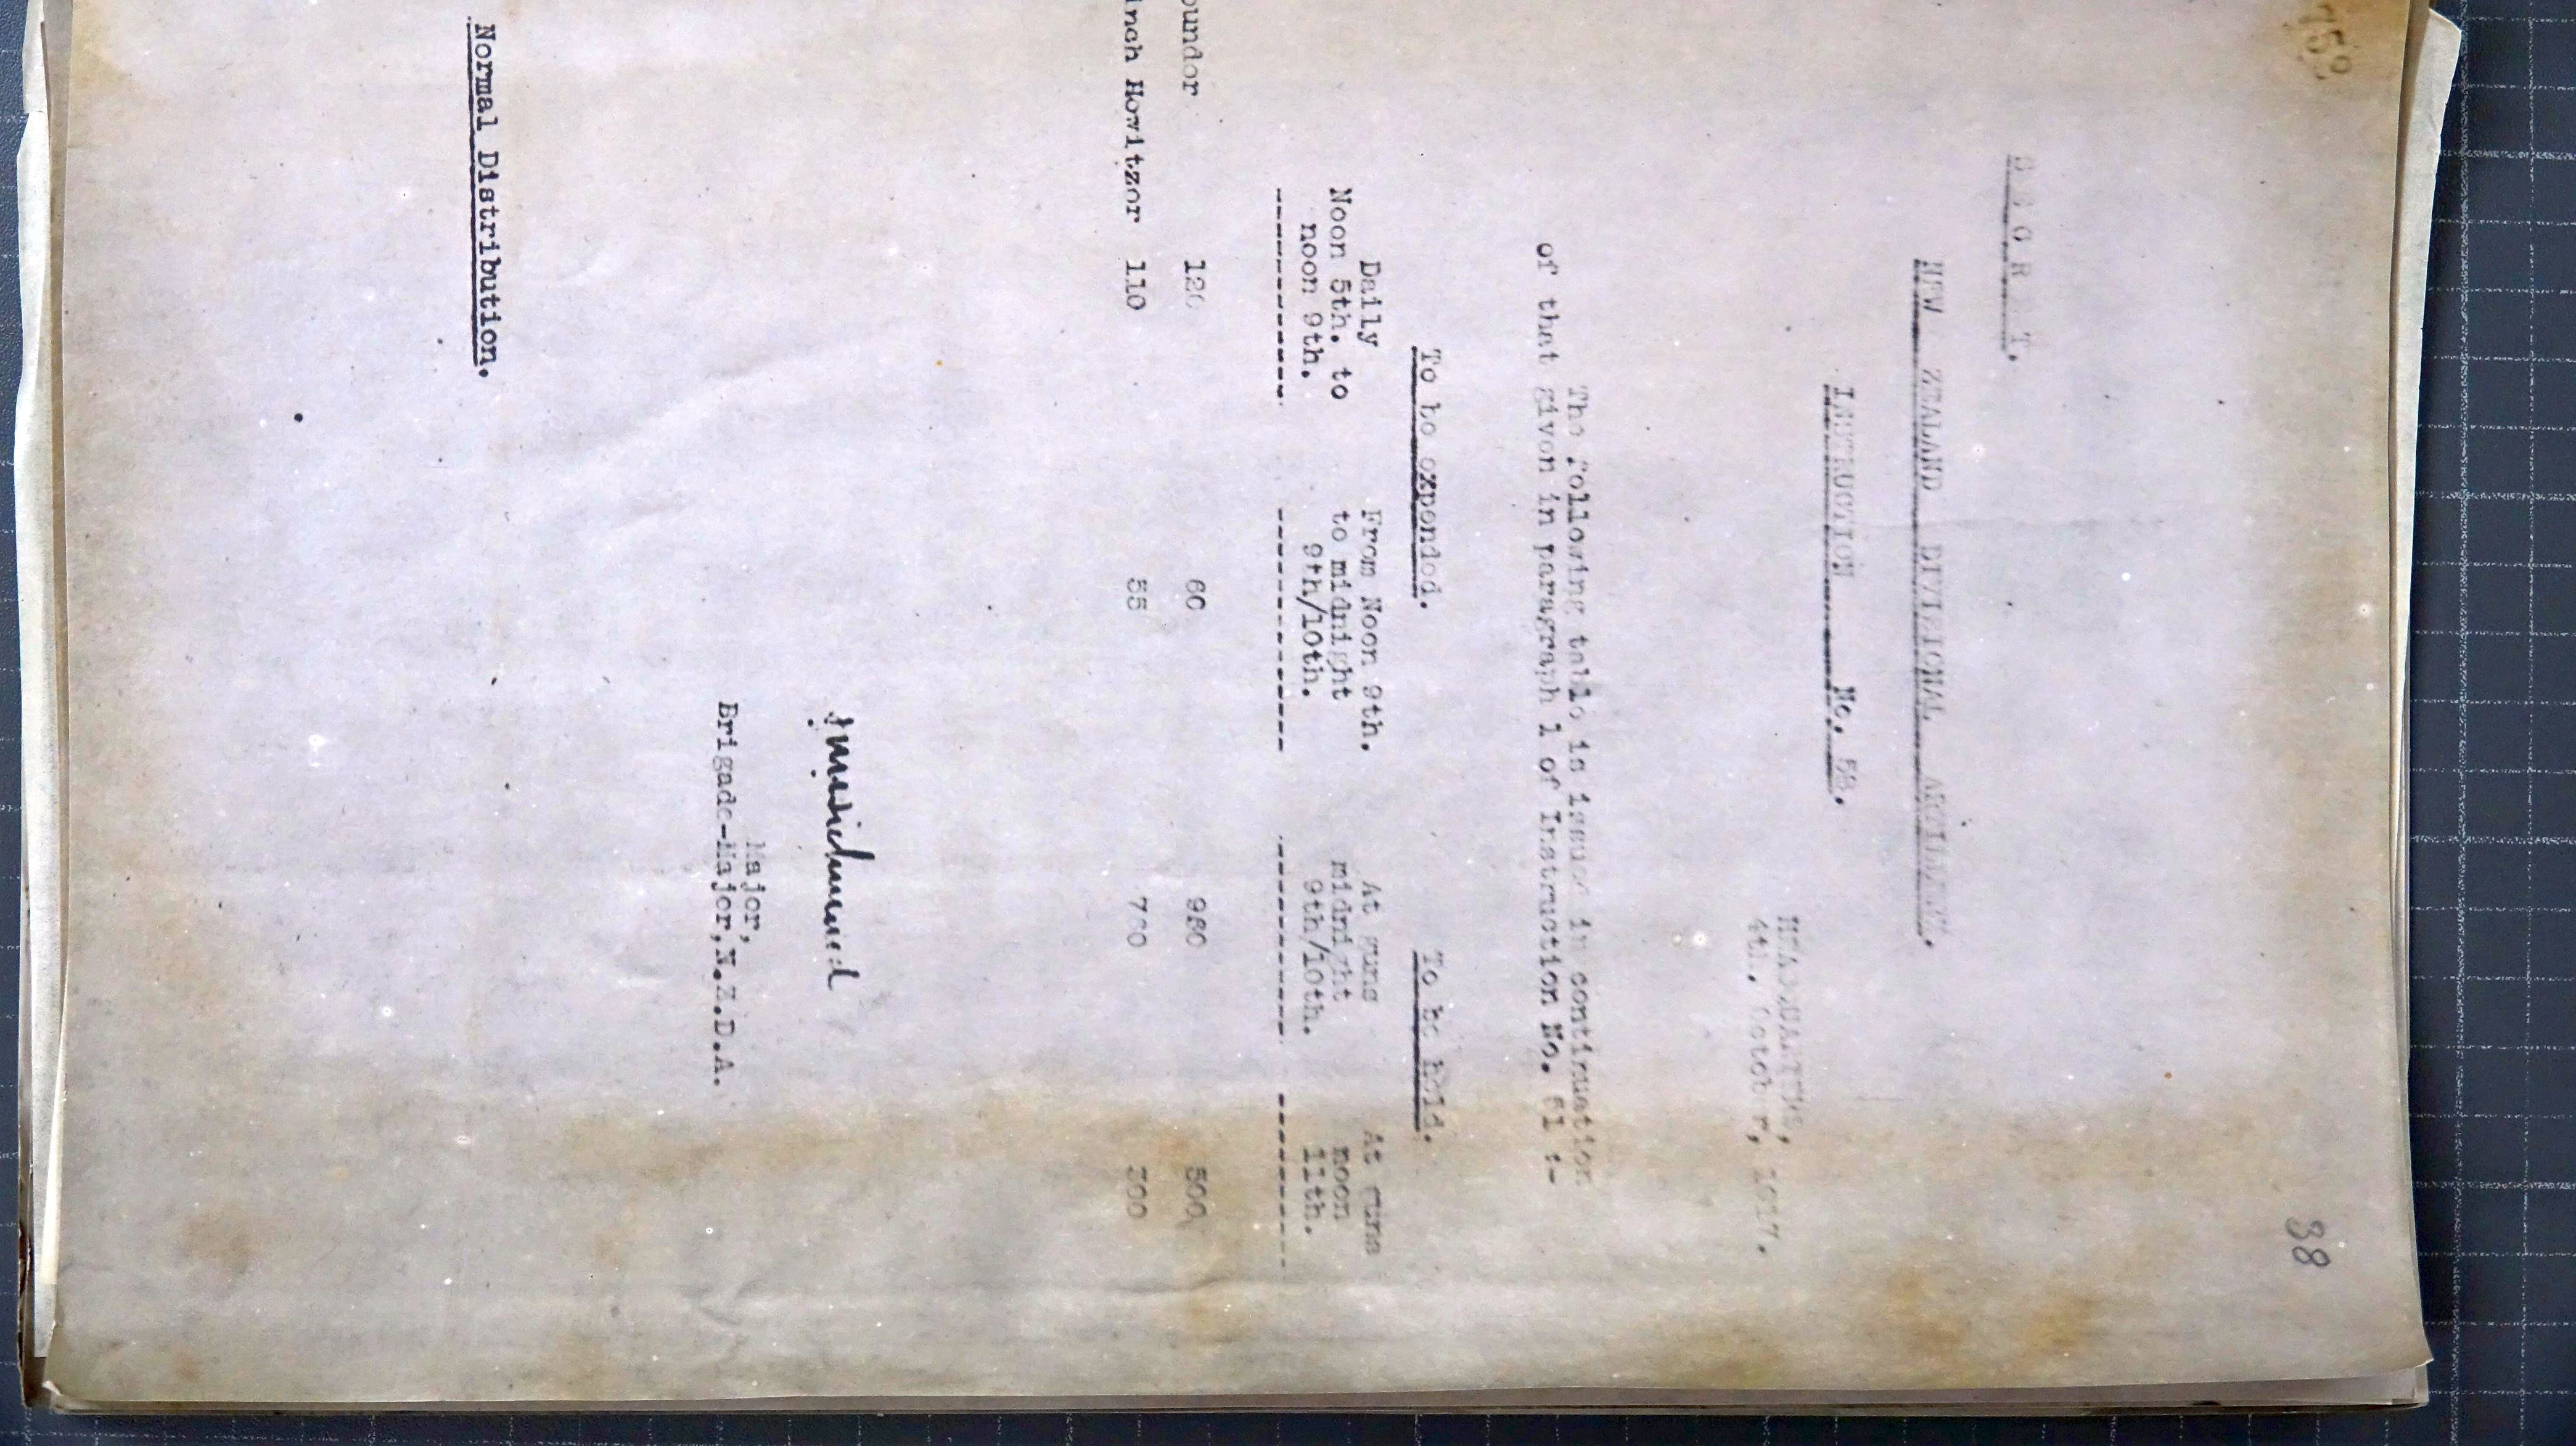 38
S E C R E T.
NEW ZEALAND DIVISIONAL ARTILLERY.
INSTRUCTION No. 58.
HEADQUARTERS,
4th. October, 1917.
The following table is issued in continuation
of that given in paragraph 1 of Instruction No. 51 :-
To be expended. To be held.
Daily From Noon 9th. At guns At guns
Noon 5th. to to midnight midnight noon
noon 9th. 9th/10th. 9th/10th. 11th.
ounder 120 60 500
inch Howitzer 110 55 300
Major,
Brigade-Major, N.Z.D.A.
Normal Distribution.